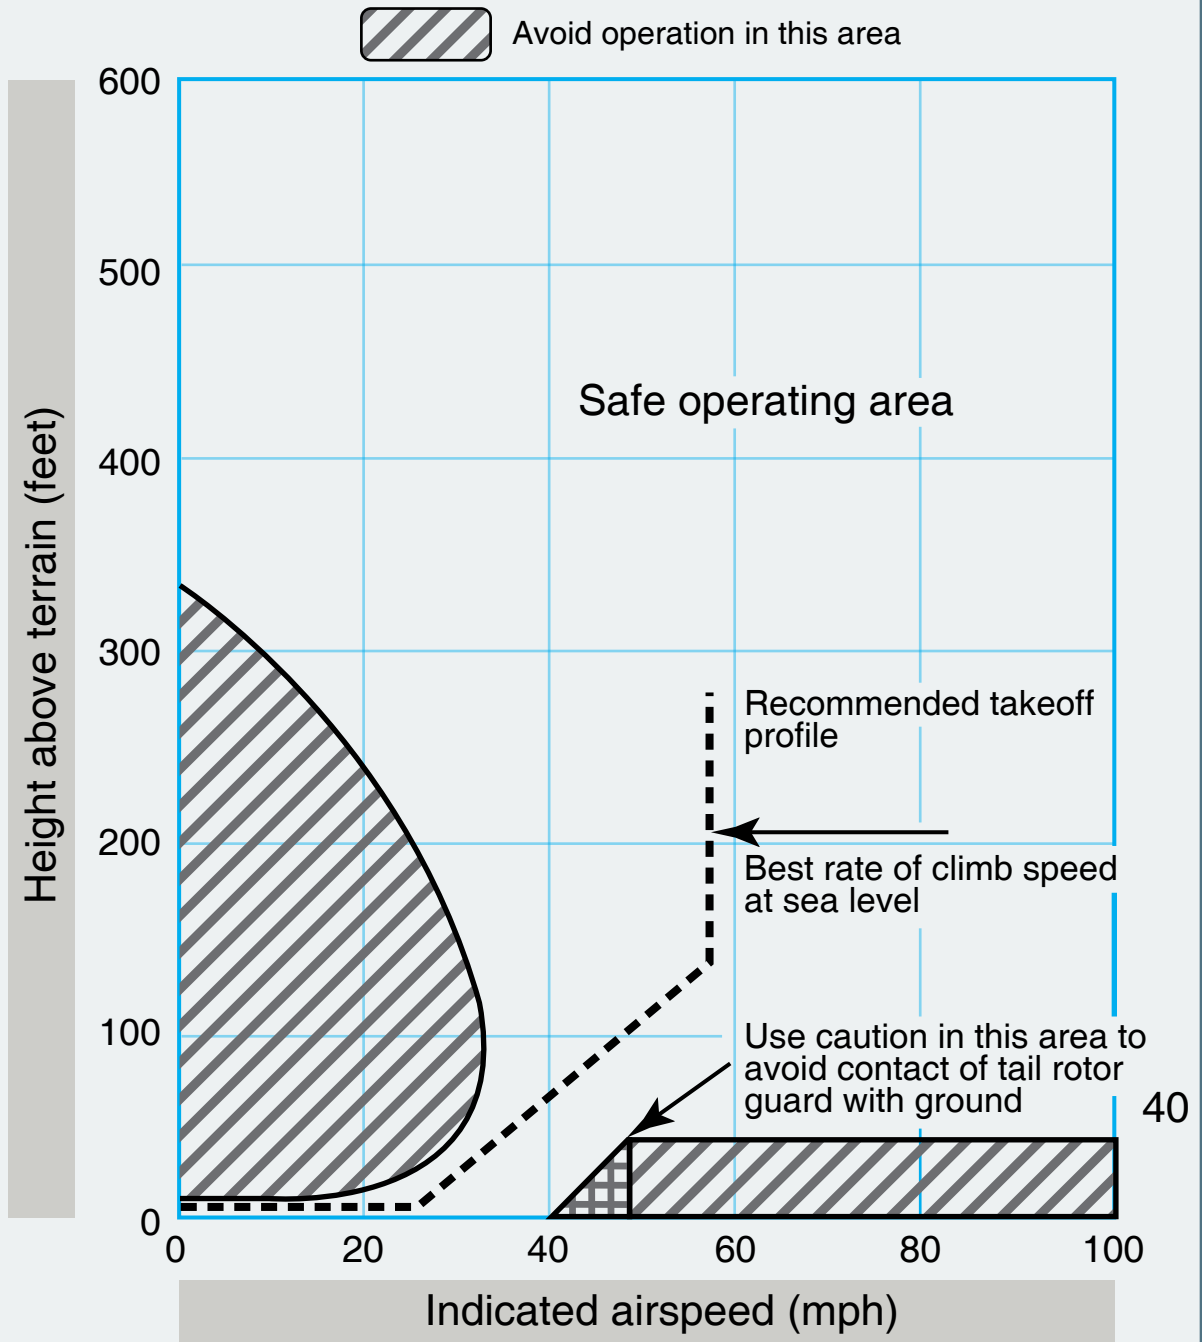 Avoid operation in this area
600
500
400
300
200
100
0
Height above terrain (feet)
Safe operating area
Recommended takeoff
profile
Best rate of climb speed
at sea level
Use caution in this area to
avoid contact of tail rotor
guard with ground
40
0 20 40 60 80 100
Indicated airspeed (mph)